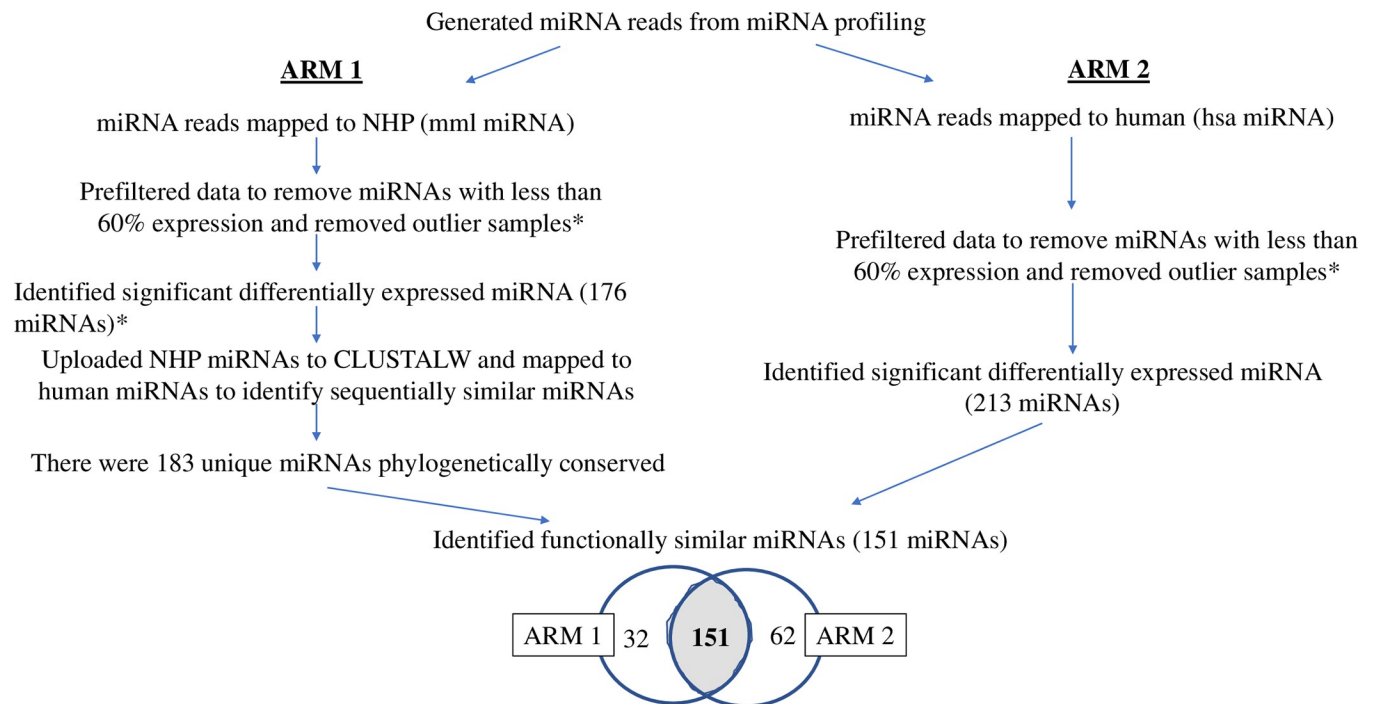 Generated miRNA reads from miRNA profiling
ARM 1
miRNA reads mapped to NHP (mml miRNA)
Prefiltered data to remove miRNAs with less than
60% expression and removed outlier samples*
Identified significant differentially expressed miRNA (176
miRNAs)*
Uploaded NHP miRNAs to CLUSTALW and mapped to
human miRNAs to identify sequentially similar miRNAs
There were 183 unique miRNAs phylogenetically conserved
ARM 2
miRNA reads mapped to human (hsa miRNA)
Prefiltered data to remove miRNAs with less than
60% expression and removed outlier samples*
Identified significant differentially expressed miRNA
(213 miRNAs)
Identified functionally similar miRNAs (151 miRNAs)
ARM 1 32 151 62 ARM 2